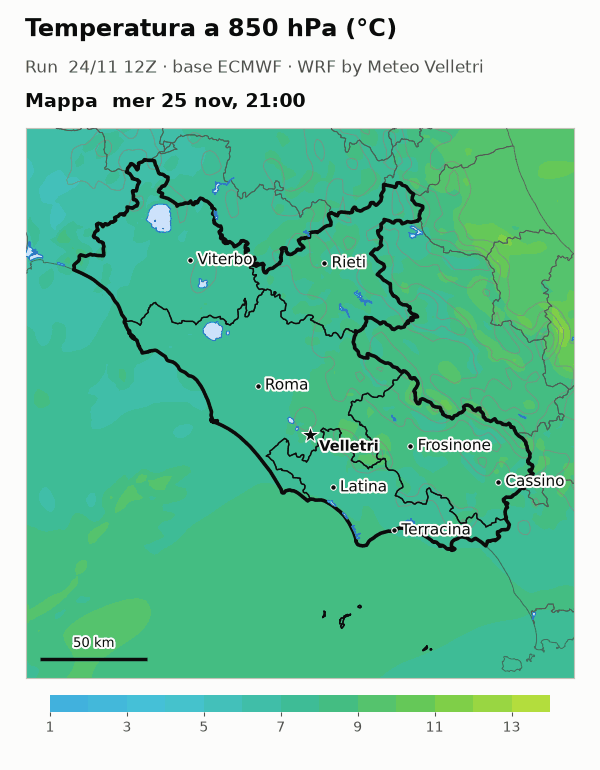 Temperatura a 850 hPa (°C)
Run  24/11 12Z · base ECMWF · WRF by Meteo Velletri
Mappa  mer 25 nov, 21:00
Viterbo
Rieti
Roma
Velletri
Frosinone
Cassino
Latina
Terracina
50 km
1 3 5 7 9 11 13